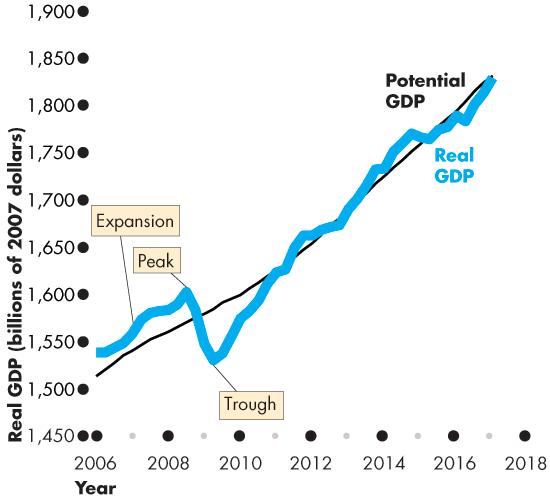 Real GDP (billions of 2007 dollars)
1,900
1,850
1,800
1,750
1,700
1,650
1,600
1,550
1,500
1,450
Potential
GDP
Real
GDP
Expansion
Peak
Trough
2006 2008 2010 2012 2014 2016 2018
Year